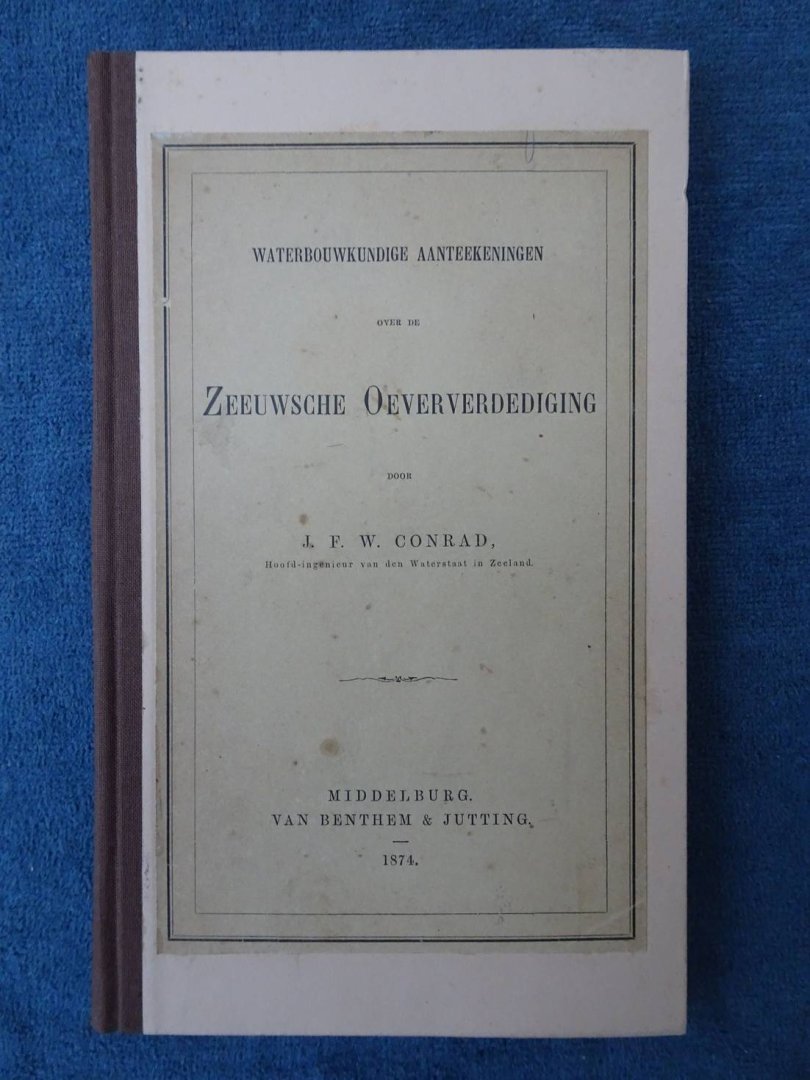 WATERBOUWKUNDIGE AANTEEKENINGEN
OVER DE
ZEEUWSCHE OEVERVERDEDIGING
DOOR
J. F. W. CONRAD,
Hoofd-ingenieur van den Waterstaat in Zeeland.
MIDDELBURG.
VAN BENTHEM & JUTTING.
1874.